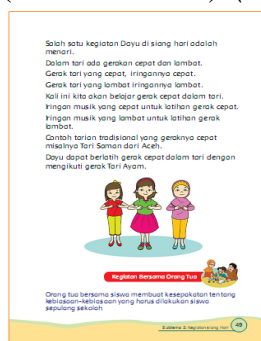 Salah satu kegiatan Dayu di siang hari adalah
menari.
Dalam tari ada gerakan cepat dan lambat.
Gerak tari yang cepat, iringannya cepat.
Gerak tari yang lambat iringannya lambat.
Kali ini kita akan belajar gerak cepat dalam tari.
Iringan musik yang cepat untuk latihan gerak cepat.
Iringan musik yang lambat untuk latihan gerak
lambat.
Contoh tarian tradisional yang geraknya cepat
misalnya Tari Saman dari Aceh.
Dayu dapat berlatih gerak cepat dalam tari dengan
mengikuti gerak Tari Ayam.
Kegiatan Bersama Orang Tua
Orang tua bersama siswa membuat kesepakatan tentang
kebiasaan-kebiasaan yang harus dilakukan siswa
sepulang sekolah
Subtema 2: Kegiatan Siang Hari
49